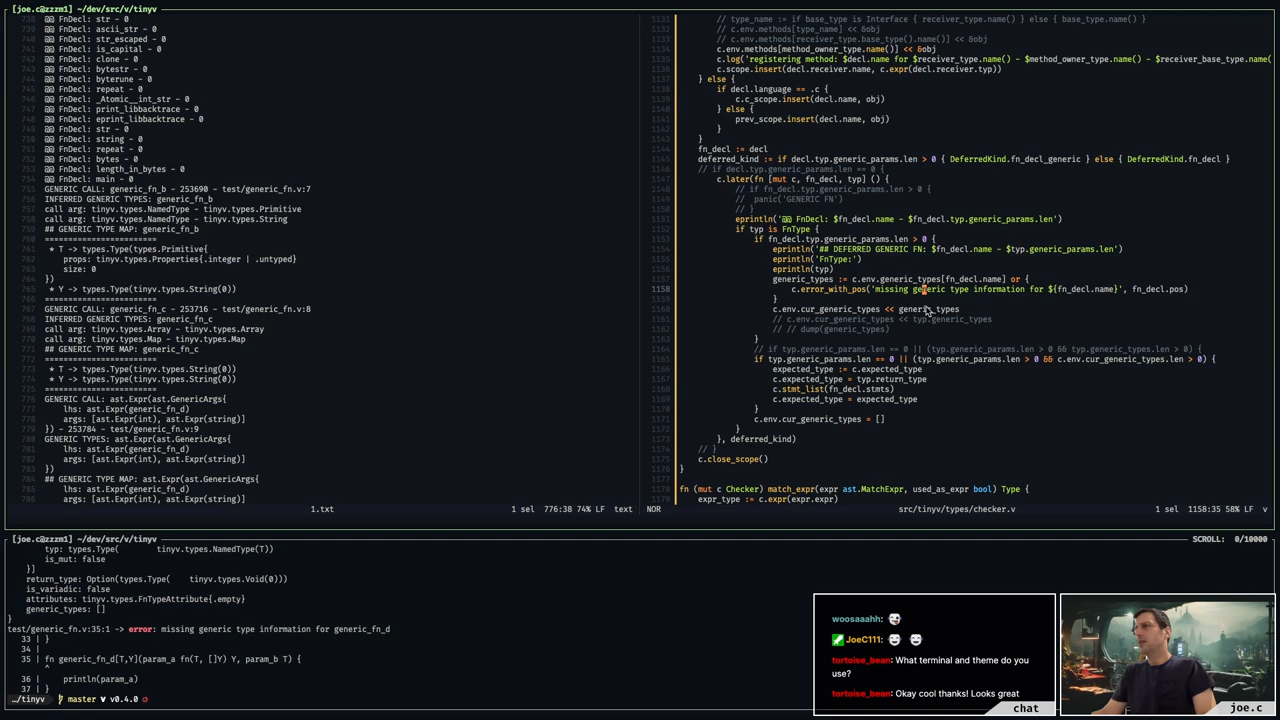 [joe.c@zzzm1] ~/dev/src/v/tinyv
738 @@ FnDecl: str - 0
739 @@ FnDecl: ascii_str - 0
740 @@ FnDecl: str_escaped - 0
741 @@ FnDecl: is_capital - 0
742 @@ FnDecl: clone - 0
743 @@ FnDecl: bytestr - 0
744 @@ FnDecl: byterune - 0
745 @@ FnDecl: repeat - 0
746 @@ FnDecl: _Atomic__int_str - 0
747 @@ FnDecl: print_libbacktrace - 0
748 @@ FnDecl: eprint_libbacktrace - 0
749 @@ FnDecl: str - 0
750 @@ FnDecl: string - 0
751 @@ FnDecl: repeat - 0
752 @@ FnDecl: bytes - 0
753 @@ FnDecl: length_in_bytes - 0
754 @@ FnDecl: main - 0
755 GENERIC CALL: generic_fn_b - 253690 - test/generic_fn.v:7
756 INFERRED GENERIC TYPES: generic_fn_b
757 call arg: tinyv.types.NamedType - tinyv.types.Primitive
758 call arg: tinyv.types.NamedType - tinyv.types.String
759 ## GENERIC TYPE MAP: generic_fn_b
760 ========================
761 * T -> types.Type(types.Primitive{
762 props: tinyv.types.Properties{.integer | .untyped}
763 size: 0
764 })
765 * Y -> types.Type(types.String(0))
766 ========================
767 GENERIC CALL: generic_fn_c - 253716 - test/generic_fn.v:8
768 INFERRED GENERIC TYPES: generic_fn_c
769 call arg: tinyv.types.Array - tinyv.types.Array
770 call arg: tinyv.types.Map - tinyv.types.Map
771 ## GENERIC TYPE MAP: generic_fn_c
772 ========================
773 * T -> types.Type(types.String(0))
774 * Y -> types.Type(types.String(0))
775 ========================
776 GENERIC CALL: ast.Expr(ast.GenericArgs{
777 lhs: ast.Expr(generic_fn_d)
778 args: [ast.Expr(int), ast.Expr(string)]
779 }) - 253784 - test/generic_fn.v:9
780 GENERIC TYPES: ast.Expr(ast.GenericArgs{
781 lhs: ast.Expr(generic_fn_d)
782 args: [ast.Expr(int), ast.Expr(string)]
783 })
784 ## GENERIC TYPE MAP: ast.Expr(ast.GenericArgs{
785 lhs: ast.Expr(generic_fn_d)
786 args: [ast.Expr(int), ast.Expr(string)]
1.txt 1 sel 776:38 74% LF text
1131 // type_name := if base_type is Interface { receiver_type.name() } else { base_type.name() }
1132 // c.env.methods[type_name] << &obj
1133 // c.env.methods[receiver_type.base_type().name()] << &obj
1134 c.env.methods[method_owner_type.name()] << &obj
1135 c.log('registering method: $decl.name for $receiver_type.name() - $method_owner_type.name() - $receiver_base_type.name(
1136 c.scope.insert(decl.receiver.name, c.expr(decl.receiver.typ))
1137 } else {
1138 if decl.language == .c {
1139 c.c_scope.insert(decl.name, obj)
1140 } else {
1141 prev_scope.insert(decl.name, obj)
1142 }
1143 }
1144 fn_decl := decl
1145 deferred_kind := if decl.typ.generic_params.len > 0 { DeferredKind.fn_decl_generic } else { DeferredKind.fn_decl }
1146 // if decl.typ.generic_params.len == 0 {
1147 c.later(fn [mut c, fn_decl, typ] () {
1148 // if fn_decl.typ.generic_params.len > 0 {
1149 // panic('GENERIC FN')
1150 // }
1151 eprintln('@@ FnDecl: $fn_decl.name - $fn_decl.typ.generic_params.len')
1152 if typ is FnType {
1153 if fn_decl.typ.generic_params.len > 0 {
1154 eprintln('## DEFERRED GENERIC FN: $fn_decl.name - $typ.generic_params.len')
1155 eprintln('FnType:')
1156 eprintln(typ)
1157 generic_types := c.env.generic_types[fn_decl.name] or {
1158 c.error_with_pos('missing generic type information for ${fn_decl.name}', fn_decl.pos)
1159 }
1160 c.env.cur_generic_types << generic_types
1161 // c.env.cur_generic_types << typ.generic_types
1162 // // dump(generic_types)
1163 }
1164 // if typ.generic_params.len == 0 || (typ.generic_params.len > 0 && typ.generic_types.len > 0) {
1165 if typ.generic_params.len == 0 || (typ.generic_params.len > 0 && c.env.cur_generic_types.len > 0) {
1166 expected_type := c.expected_type
1167 c.expected_type = typ.return_type
1168 c.stmt_list(fn_decl.stmts)
1169 c.expected_type = expected_type
1170 }
1171 c.env.cur_generic_types = []
1172 }
1173 }, deferred_kind)
1174 // }
1175 c.close_scope()
1176 }
1177
1178 fn (mut c Checker) match_expr(expr ast.MatchExpr, used_as_expr bool) Type {
1179 expr_type := c.expr(expr.expr)
NOR src/tinyv/types/checker.v 1 sel 1158:35 58% LF v
[joe.c@zzzm1] ~/dev/src/v/tinyv SCROLL: 0/10000
typ: types.Type( tinyv.types.NamedType(T))
is_mut: false
}]
return_type: Option(types.Type( tinyv.types.Void(0)))
is_variadic: false
attributes: tinyv.types.FnTypeAttribute{.empty}
generic_types: []
}
test/generic_fn.v:35:1 -> error: missing generic type information for generic_fn_d
33 | }
34 |
35 | fn generic_fn_d[T,Y](param_a fn(T, []Y) Y, param_b T) {
^
36 | println(param_a)
37 | }
…/tinyv master v0.4.0
woosaaahh:
JoeC111:
tortoise_bean: What terminal and theme do you
use?
tortoise_bean: Okay cool thanks! Looks great
chat
joe.c